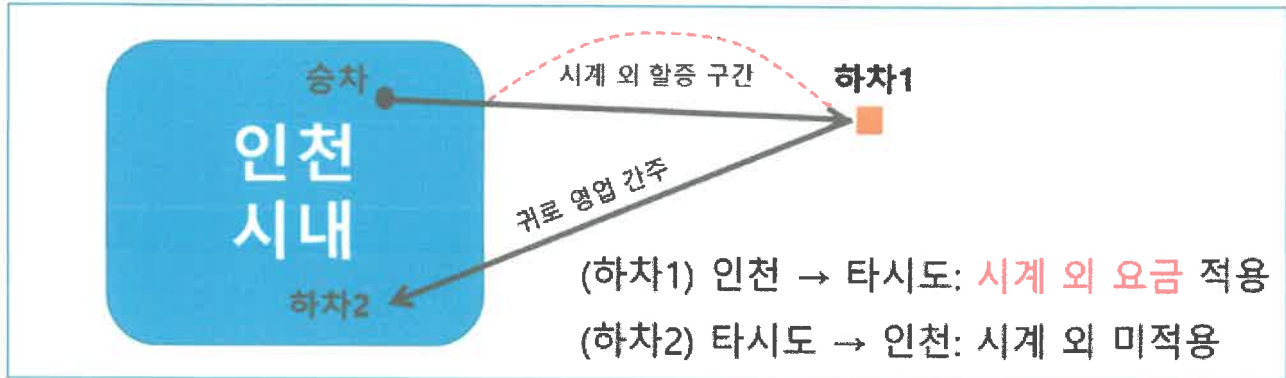 승차
시계 외 할증 구간
하차1
인천
시내
귀로 영업 간주
하차2
(하차1) 인천 → 타시도: 시계 외 요금 적용
(하차2) 타시도 → 인천: 시계 외 미적용